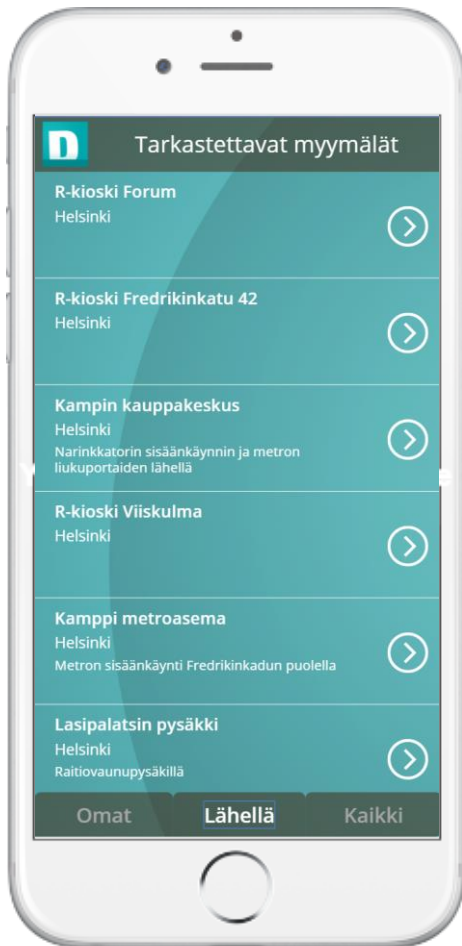 n Tarkastettavat myymälät
R-kioski Forum
Helsinki
R-kioski Fredrikinkatu 42
Helsinki
Kampin kauppakeskus
Helsinki
Narinkkatorin sisäänkäynnin ja metron
liukuportaiden lähellä
R-kioski Viiskulma
Helsinki
Kamppi metroasema
Helsinki
Metron sisäänkäynti Fredrikinkadun puolella
Lasipalatsin pysäkki
Helsinki
Raitiovaunupysäkillä
Omat Lähellä Kaikki